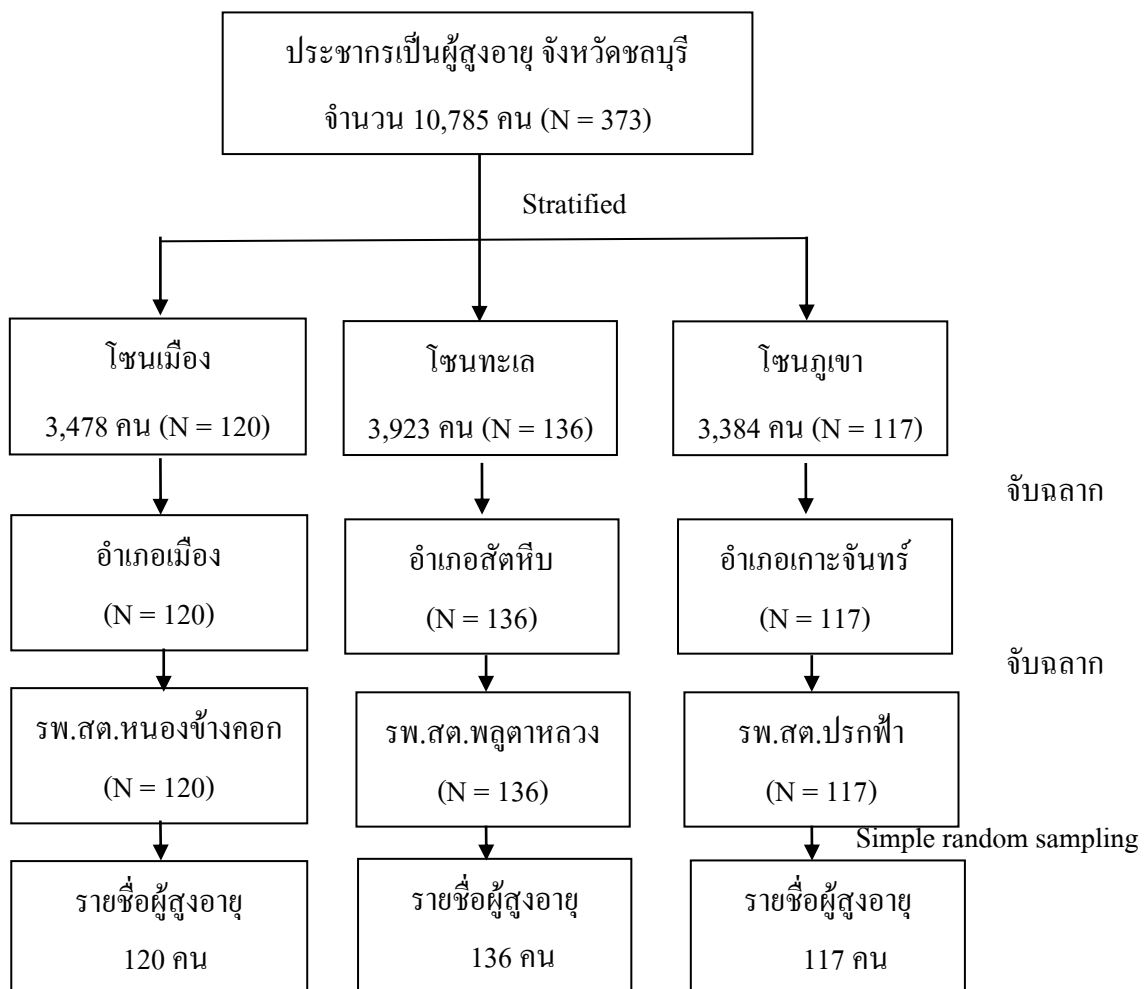 ประชากรเป็นผู้สูงอายุ จังหวัดชลบุรี
จำนวน 10,785 คน (N = 373)
Stratified
โซนเมือง
3,478 คน (N = 120)
โซนทะเล
3,923 คน (N = 136)
โซนภูเขา
3,384 คน (N = 117)
จับฉลาก
อำเภอเมือง
(N = 120)
อำเภอสัตหีบ
(N = 136)
อำเภอเกาะจันทร์
(N = 117)
จับฉลาก
รพ.สต.หนองข้างคอก
(N = 120)
รพ.สต.พลูตาหลวง
(N = 136)
รพ.สต.ปรกฟ้า
(N = 117)
Simple random sampling
รายชื่อผู้สูงอายุ
120 คน
รายชื่อผู้สูงอายุ
136 คน
รายชื่อผู้สูงอายุ
117 คน